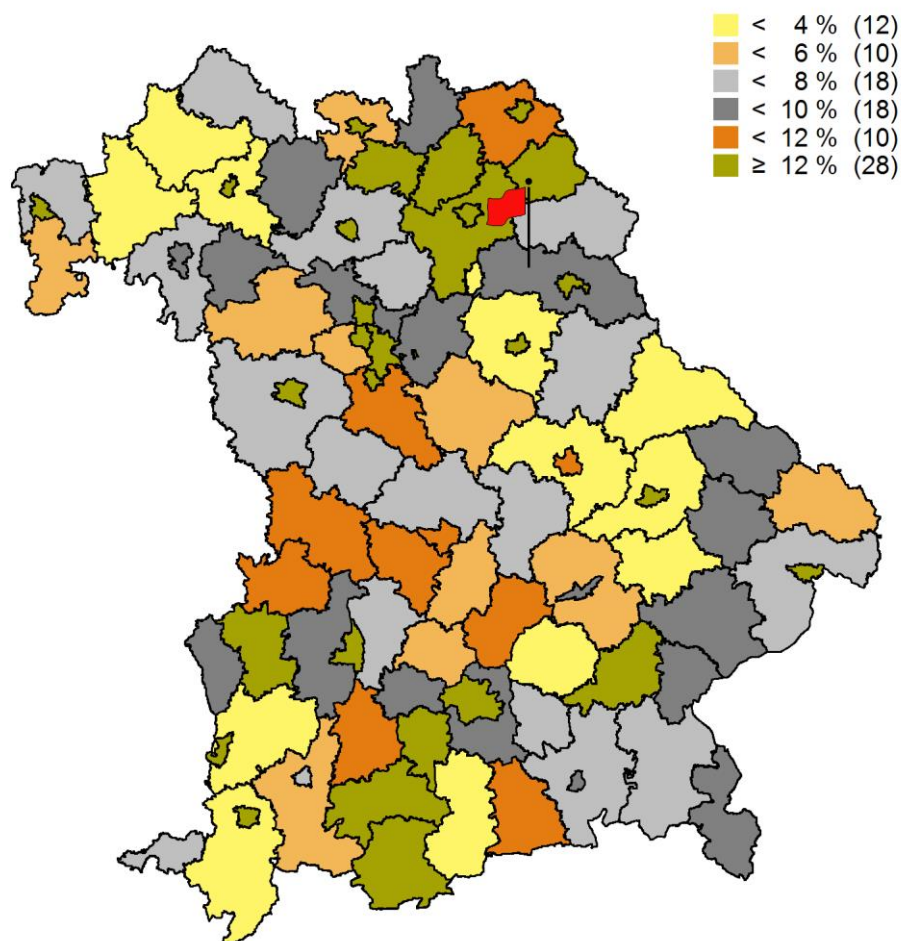 < 4 % (12)
< 6 % (10)
< 8 % (18)
< 10 % (18)
< 12 % (10)
≥ 12 % (28)